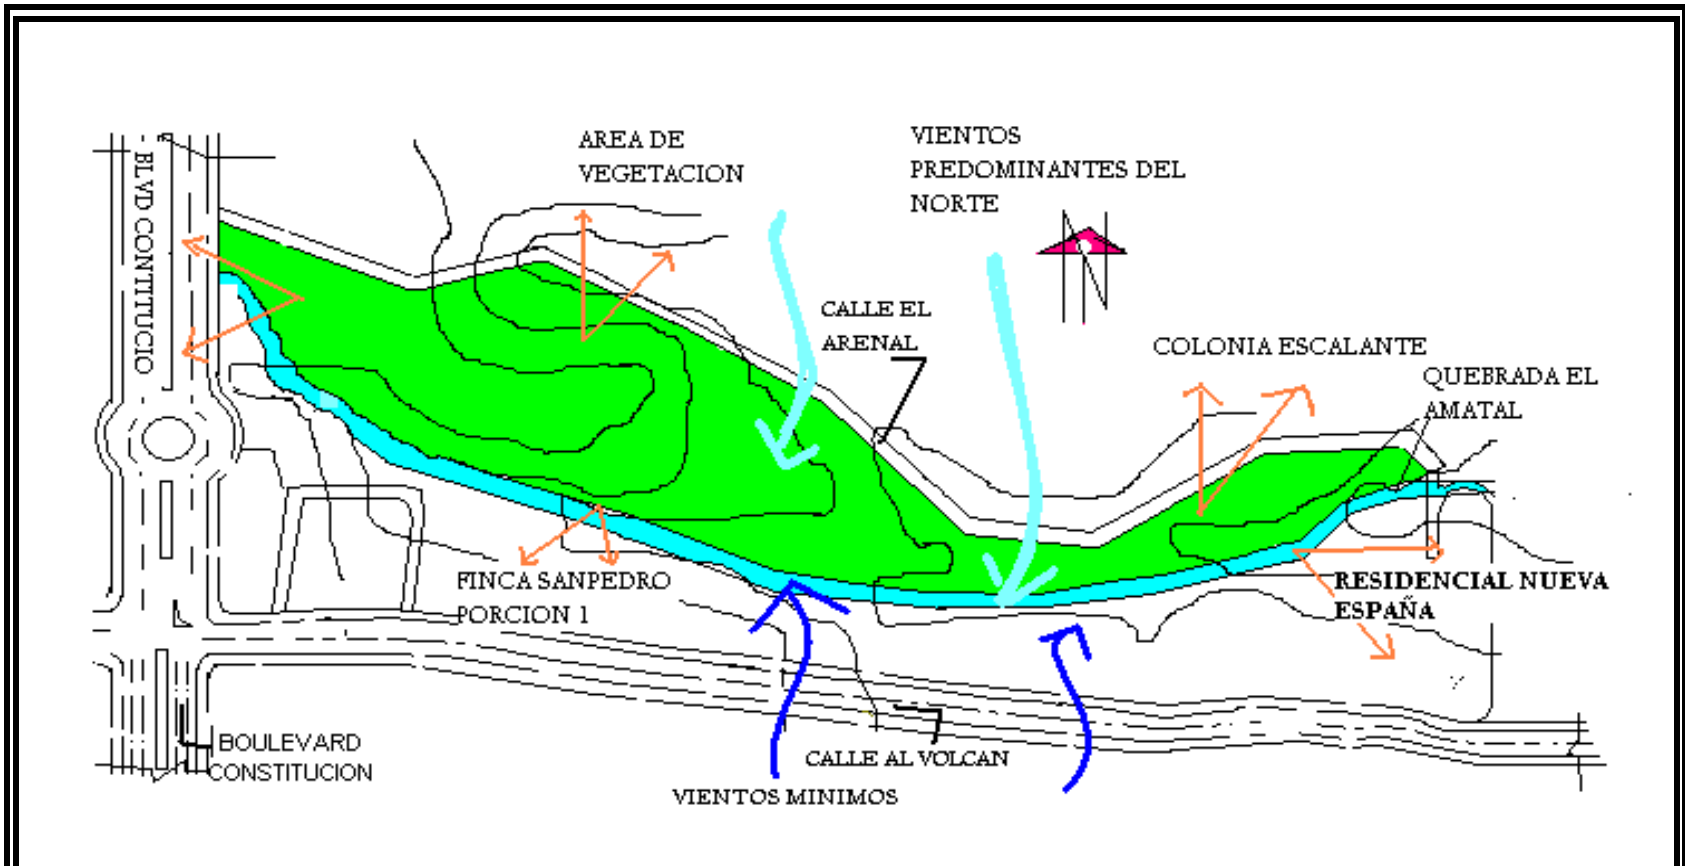 AREA DE
VEGETACION
VIENTOS
PREDOMINANTES DEL
NORTE
BLVD CONTITUCIO
CALLE EL
ARENAL
COLONIA ESCALANTE
QUEBRADA EL
AMATAL
FINCA SANPEDRO
PORCION 1
RESIDENCIAL NUEVA
ESPAÑA
BOULEVARD
CONSTITUCION
CALLE AL VOLCAN
VIENTOS MINIMOS